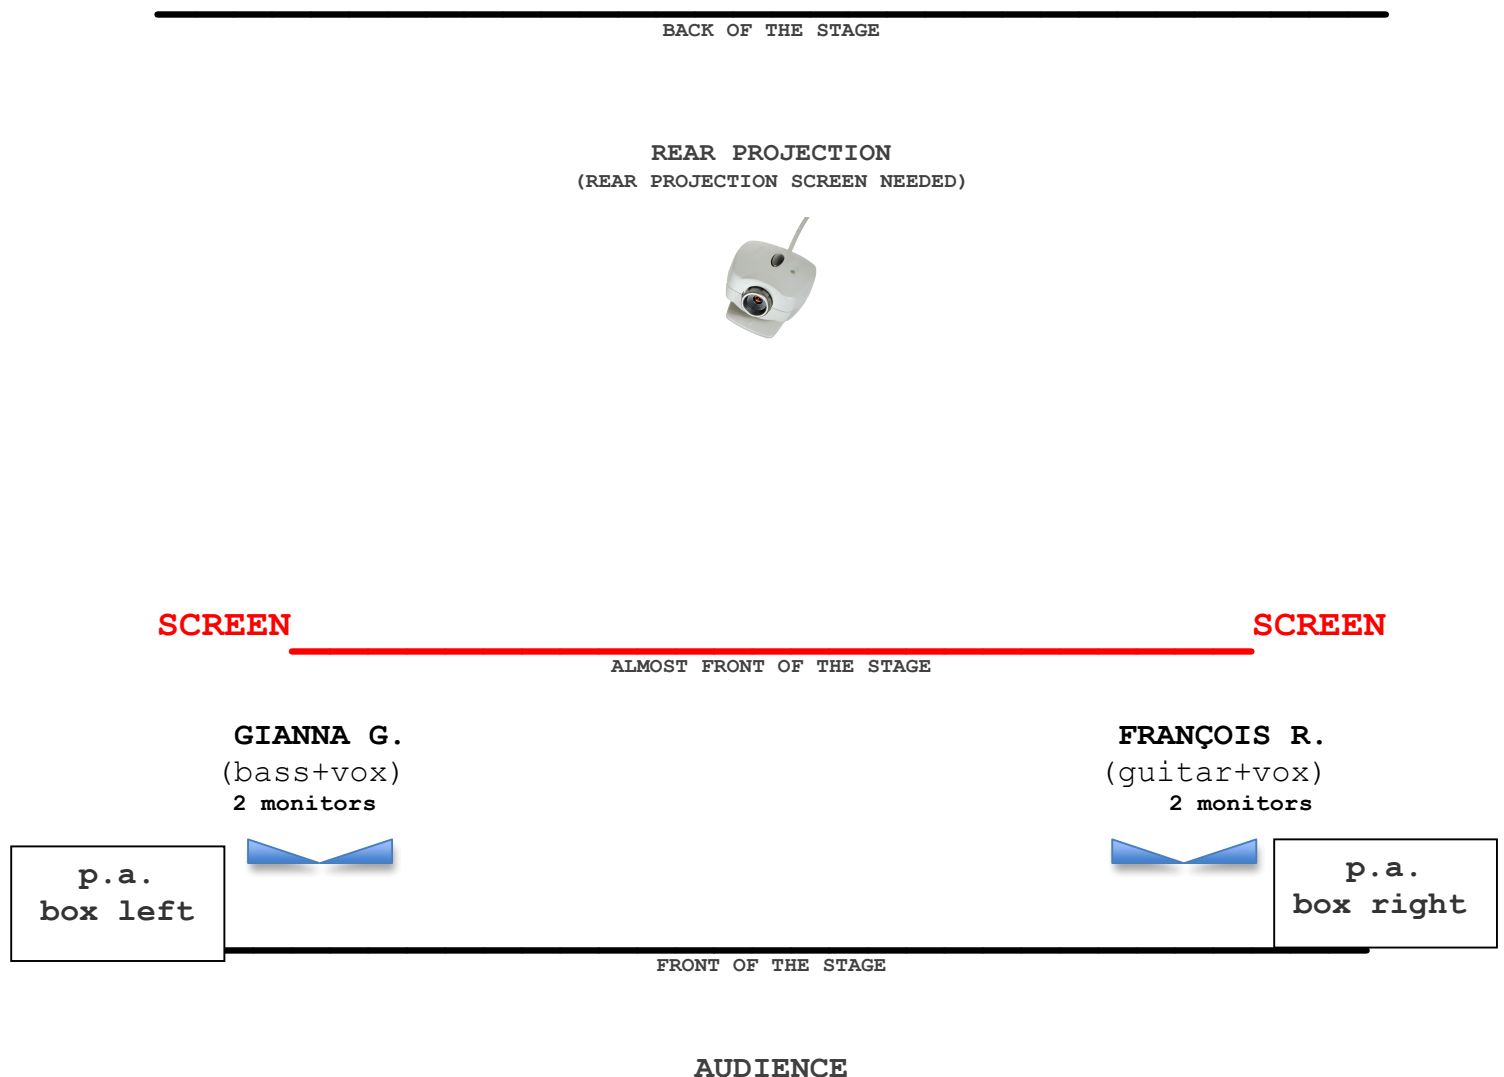 BACK OF THE STAGE
REAR PROJECTION
(REAR PROJECTION SCREEN NEEDED)
SCREEN
SCREEN
ALMOST FRONT OF THE STAGE
GIANNA G.
(bass+vox)
2 monitors
FRANÇOIS R.
(guitar+vox)
2 monitors
p.a.
box left
p.a.
box right
FRONT OF THE STAGE
AUDIENCE